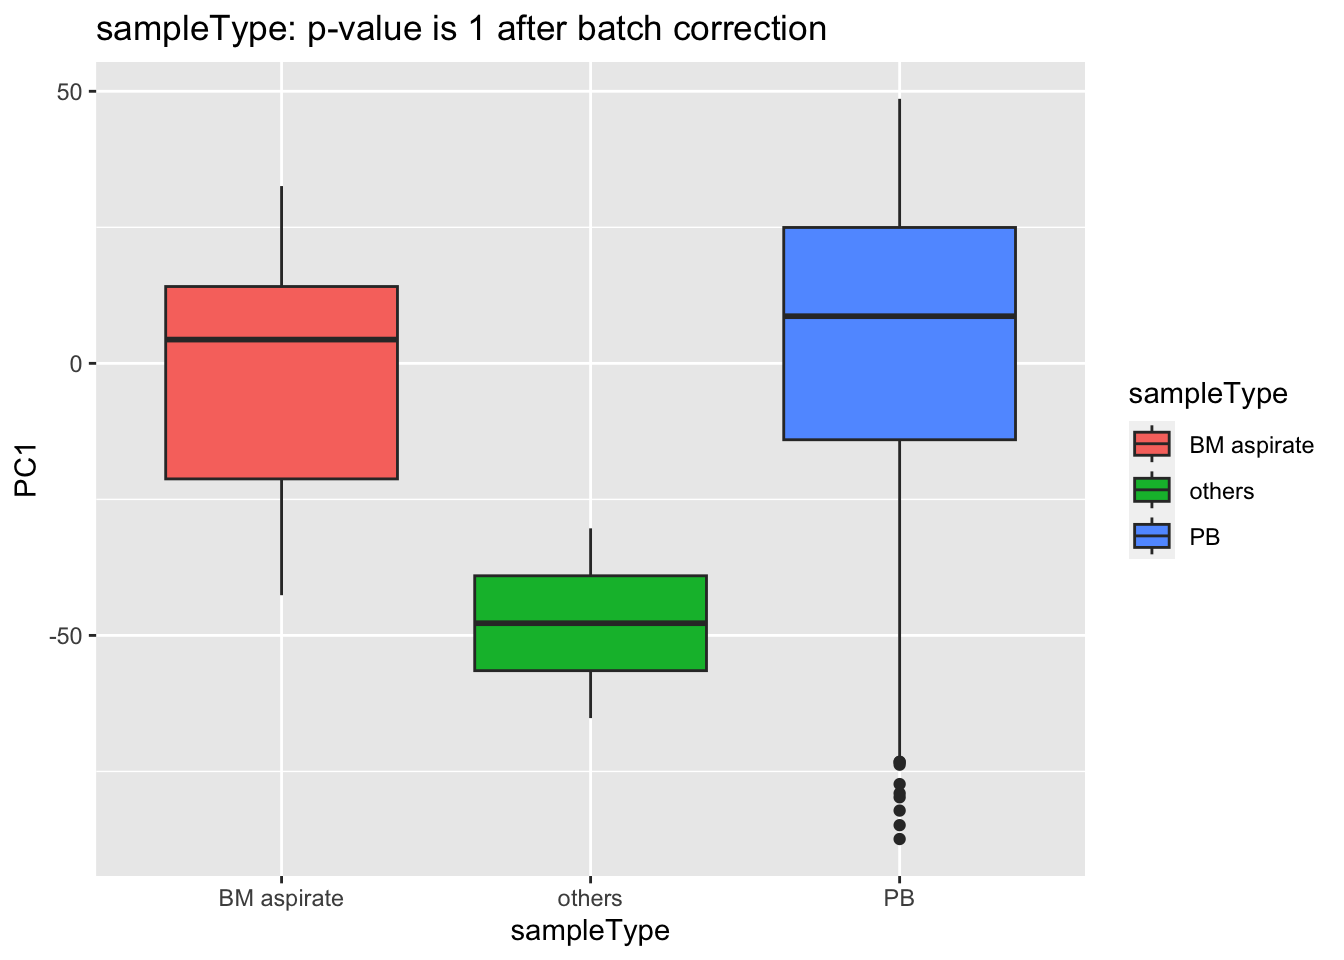 sampleType: p-value is 1 after batch correction
50
0
-50
PC1
BM aspirate
others
PB
sampleType
sampleType
BM aspirate
others
PB